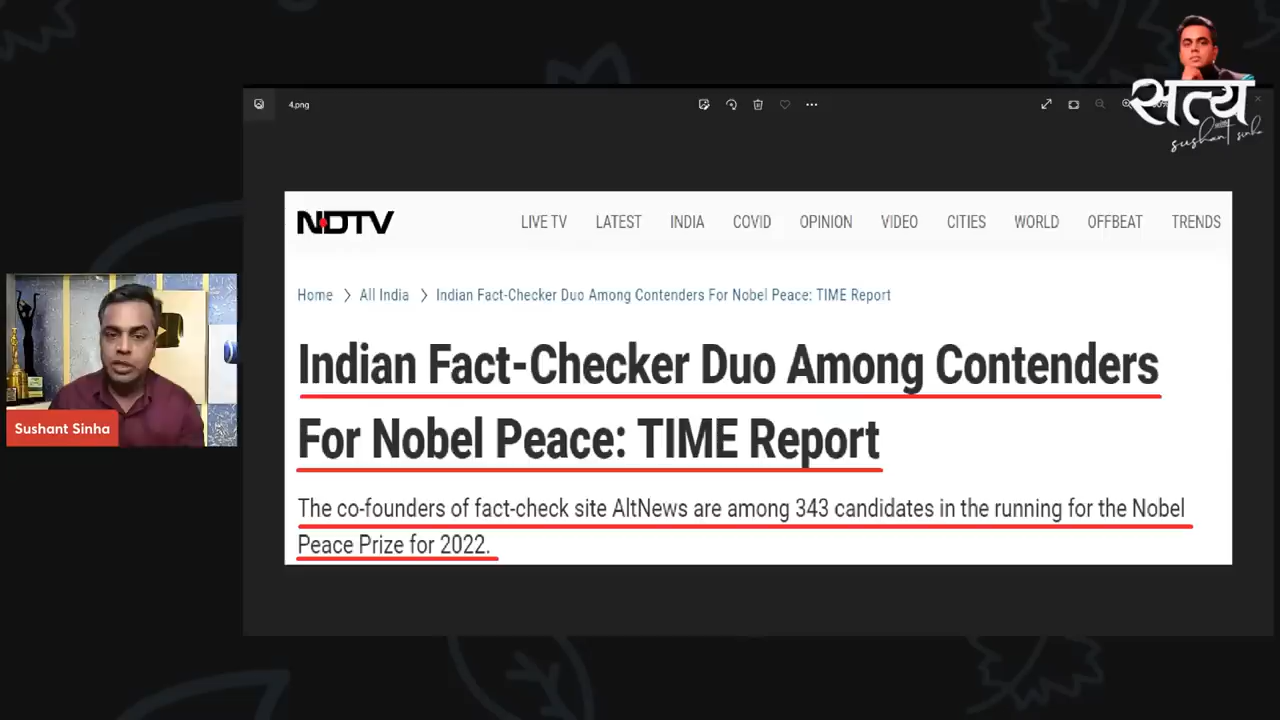 4.png
सत्य
sushant sinha
NDTV
LIVE TV LATEST INDIA COVID OPINION VIDEO CITIES WORLD OFFBEAT TRENDS
Home > All India > Indian Fact-Checker Duo Among Contenders For Nobel Peace: TIME Report
Indian Fact-Checker Duo Among Contenders
For Nobel Peace: TIME Report
The co-founders of fact-check site AltNews are among 343 candidates in the running for the Nobel
Peace Prize for 2022.
Sushant Sinha